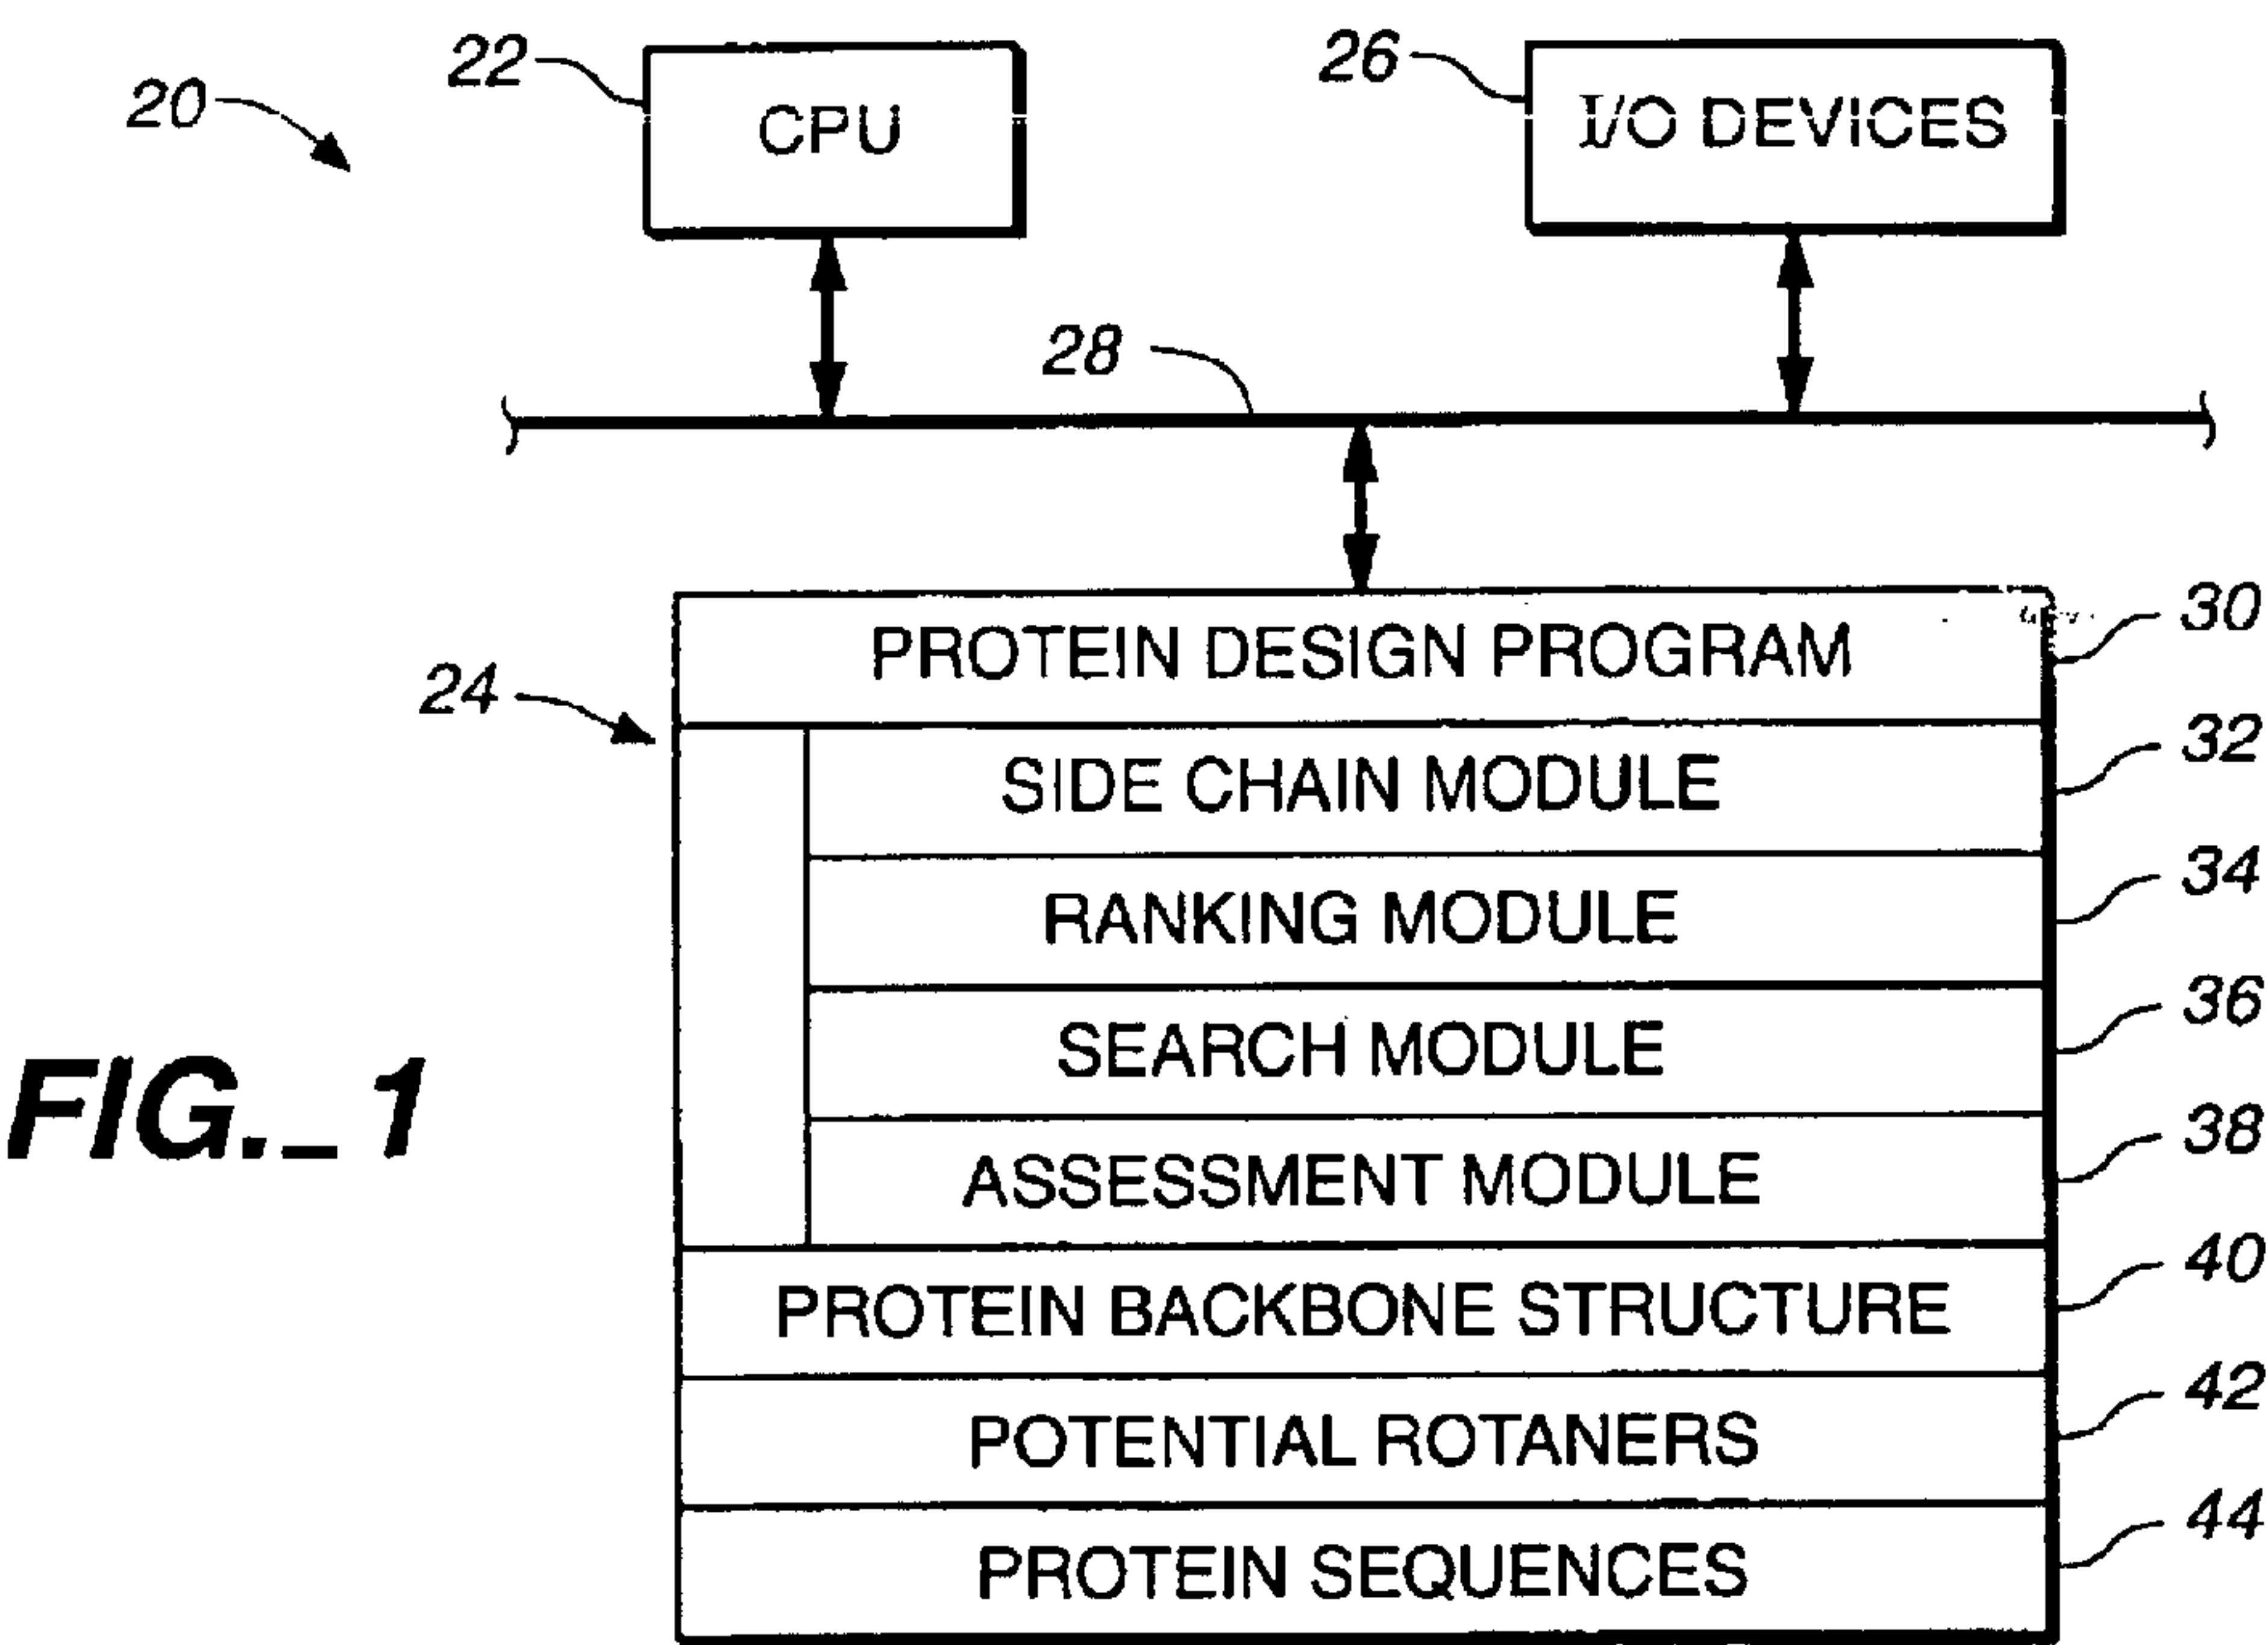 20
22
CPU
26
I/O DEVICES
28
24
PROTEIN DESIGN PROGRAM
30
SIDE CHAIN MODULE
32
RANKING MODULE
34
SEARCH MODULE
36
ASSESSMENT MODULE
38
PROTEIN BACKBONE STRUCTURE
40
POTENTIAL ROTANERS
42
PROTEIN SEQUENCES
44
FIG._ 1